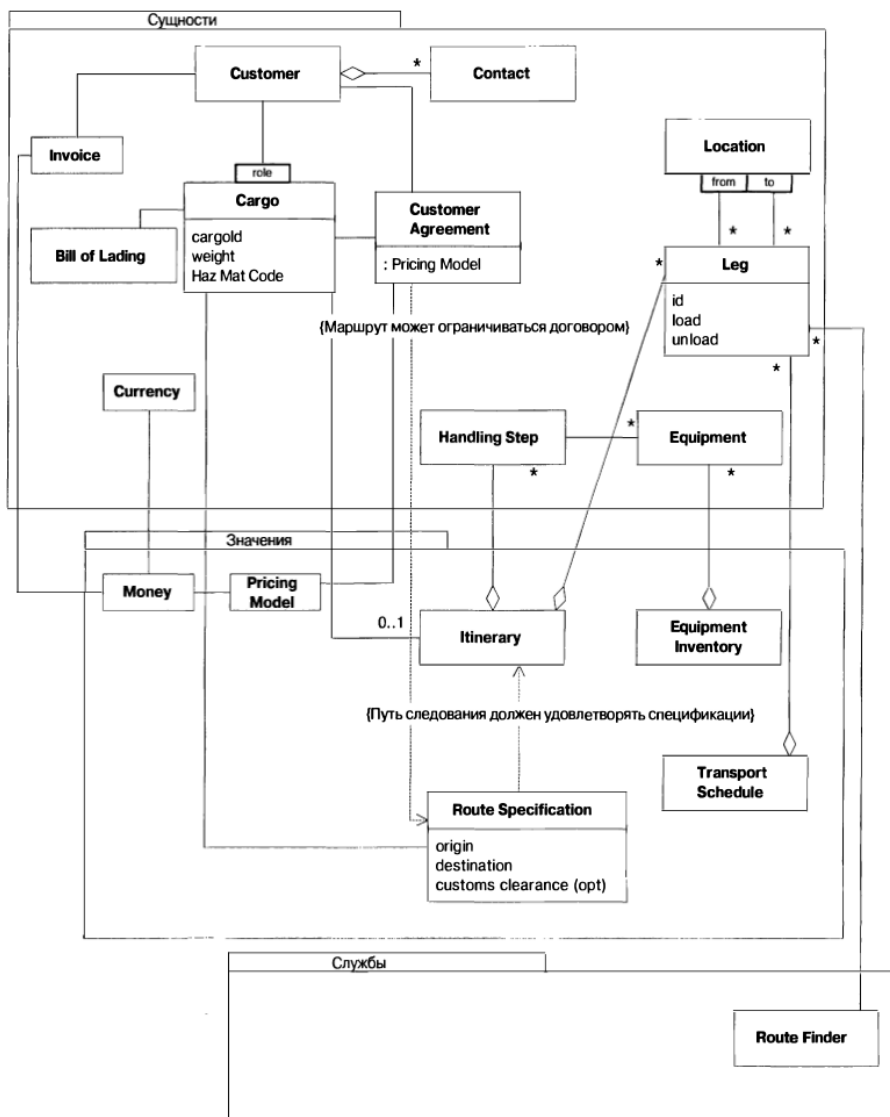 Сущности
Customer
*
Contact
Invoice
Location
role
from
to
Cargo
cargoId
weight
Haz Mat Code
Customer
Agreement
: Pricing Model
Bill of Lading
*
*
*
Leg
id
load
unload
*
*
{Маршрут может ограничиваться договором}
Currency
Handling Step
*
*
Equipment
*
Значения
Money
Pricing
Model
0..1
Itinerary
Equipment
Inventory
{Путь следования должен удовлетворять спецификации}
Transport
Schedule
Route Specification
origin
destination
customs clearance (opt)
Службы
Route Finder